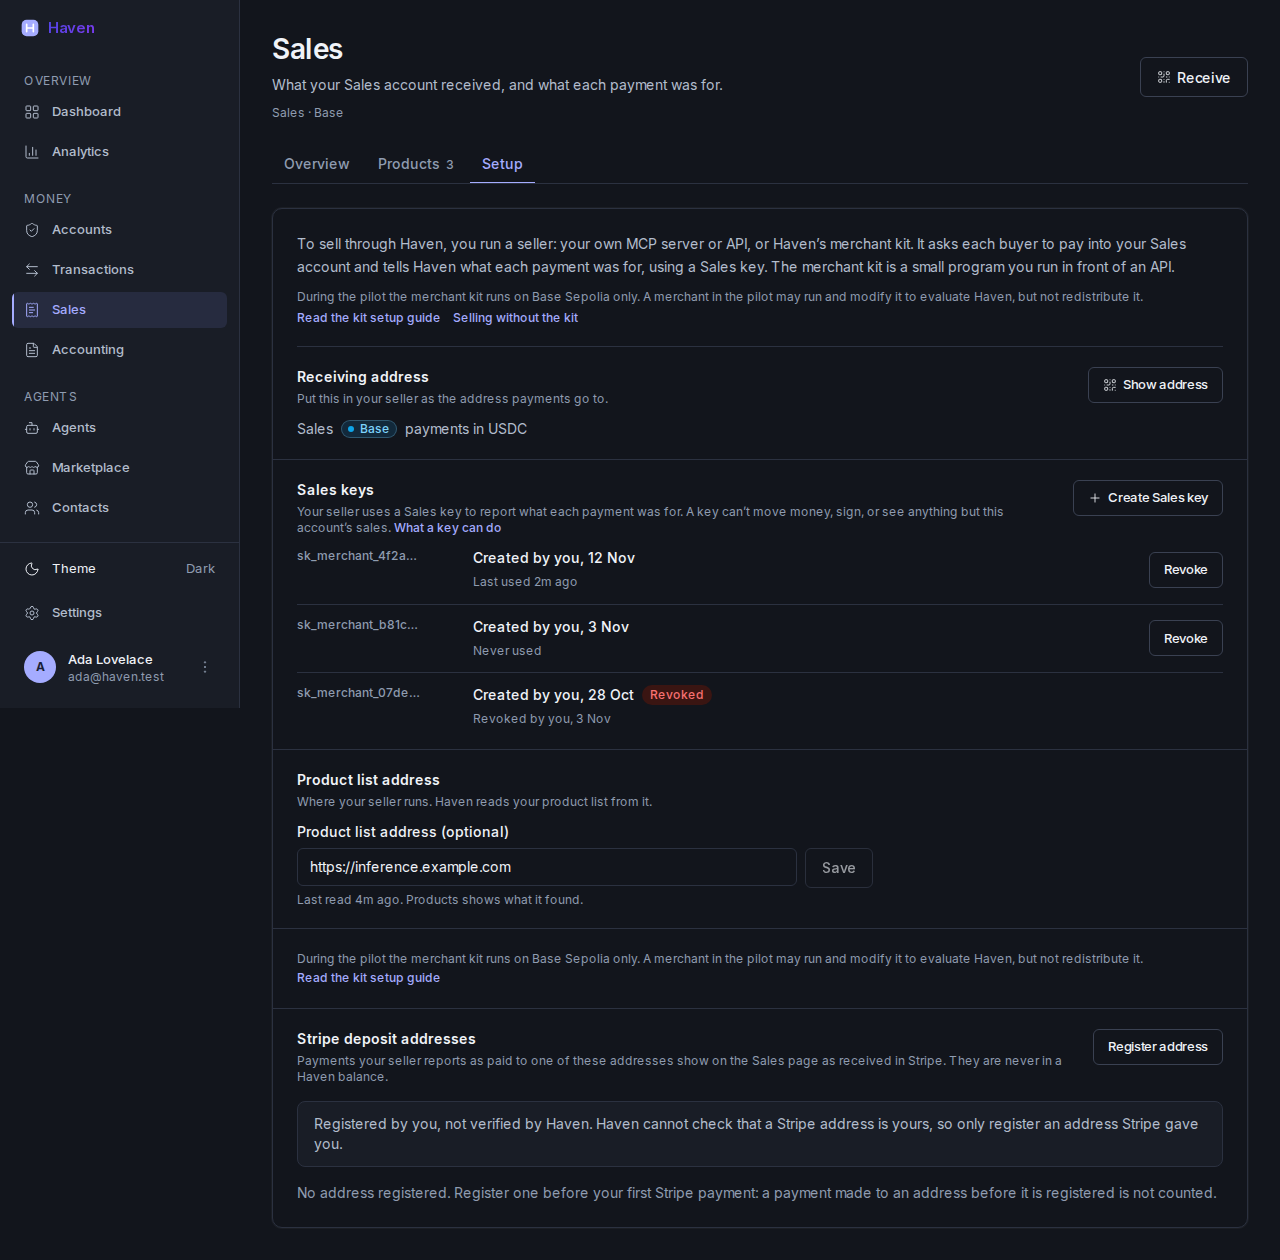 H Haven
OVERVIEW
Dashboard
Analytics
MONEY
Accounts
Transactions
Sales
Accounting
AGENTS
Agents
Marketplace
Contacts
Theme Dark
Settings
A Ada Lovelace
ada@haven.test
Sales
What your Sales account received, and what each payment was for.
Sales · Base
Receive
Overview Products 3 Setup
To sell through Haven, you run a seller: your own MCP server or API, or Haven’s merchant kit. It asks each buyer to pay into your Sales
account and tells Haven what each payment was for, using a Sales key. The merchant kit is a small program you run in front of an API.
During the pilot the merchant kit runs on Base Sepolia only. A merchant in the pilot may run and modify it to evaluate Haven, but not redistribute it.
Read the kit setup guide Selling without the kit
Receiving address
Put this in your seller as the address payments go to.
Show address
Sales Base payments in USDC
Sales keys
Your seller uses a Sales key to report what each payment was for. A key can’t move money, sign, or see anything but this
account’s sales. What a key can do
Create Sales key
sk_merchant_4f2a… Created by you, 12 Nov
Last used 2m ago
Revoke
sk_merchant_b81c… Created by you, 3 Nov
Never used
Revoke
sk_merchant_07de… Created by you, 28 Oct Revoked
Revoked by you, 3 Nov
Product list address
Where your seller runs. Haven reads your product list from it.
Product list address (optional)
https://inference.example.com Save
Last read 4m ago. Products shows what it found.
During the pilot the merchant kit runs on Base Sepolia only. A merchant in the pilot may run and modify it to evaluate Haven, but not redistribute it.
Read the kit setup guide
Stripe deposit addresses
Payments your seller reports as paid to one of these addresses show on the Sales page as received in Stripe. They are never in a
Haven balance.
Register address
Registered by you, not verified by Haven. Haven cannot check that a Stripe address is yours, so only register an address Stripe gave
you.
No address registered. Register one before your first Stripe payment: a payment made to an address before it is registered is not counted.